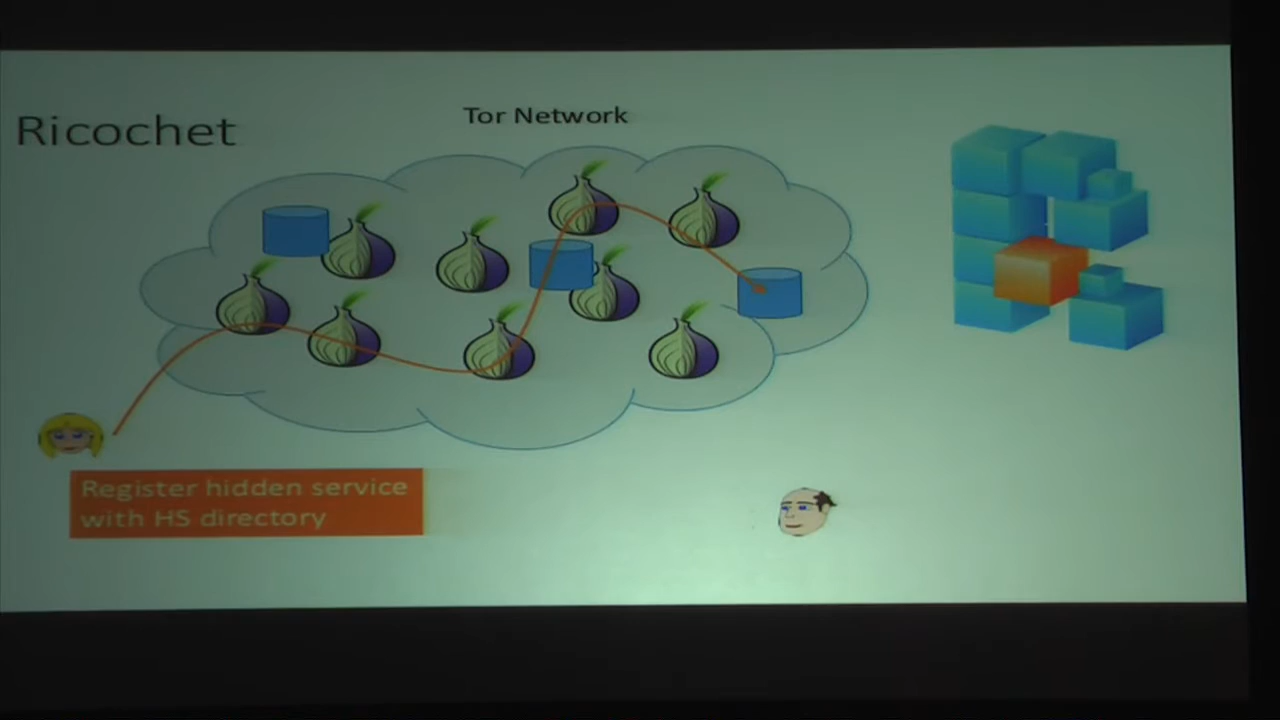 Ricochet
Tor Network
Register hidden service
with HS directory